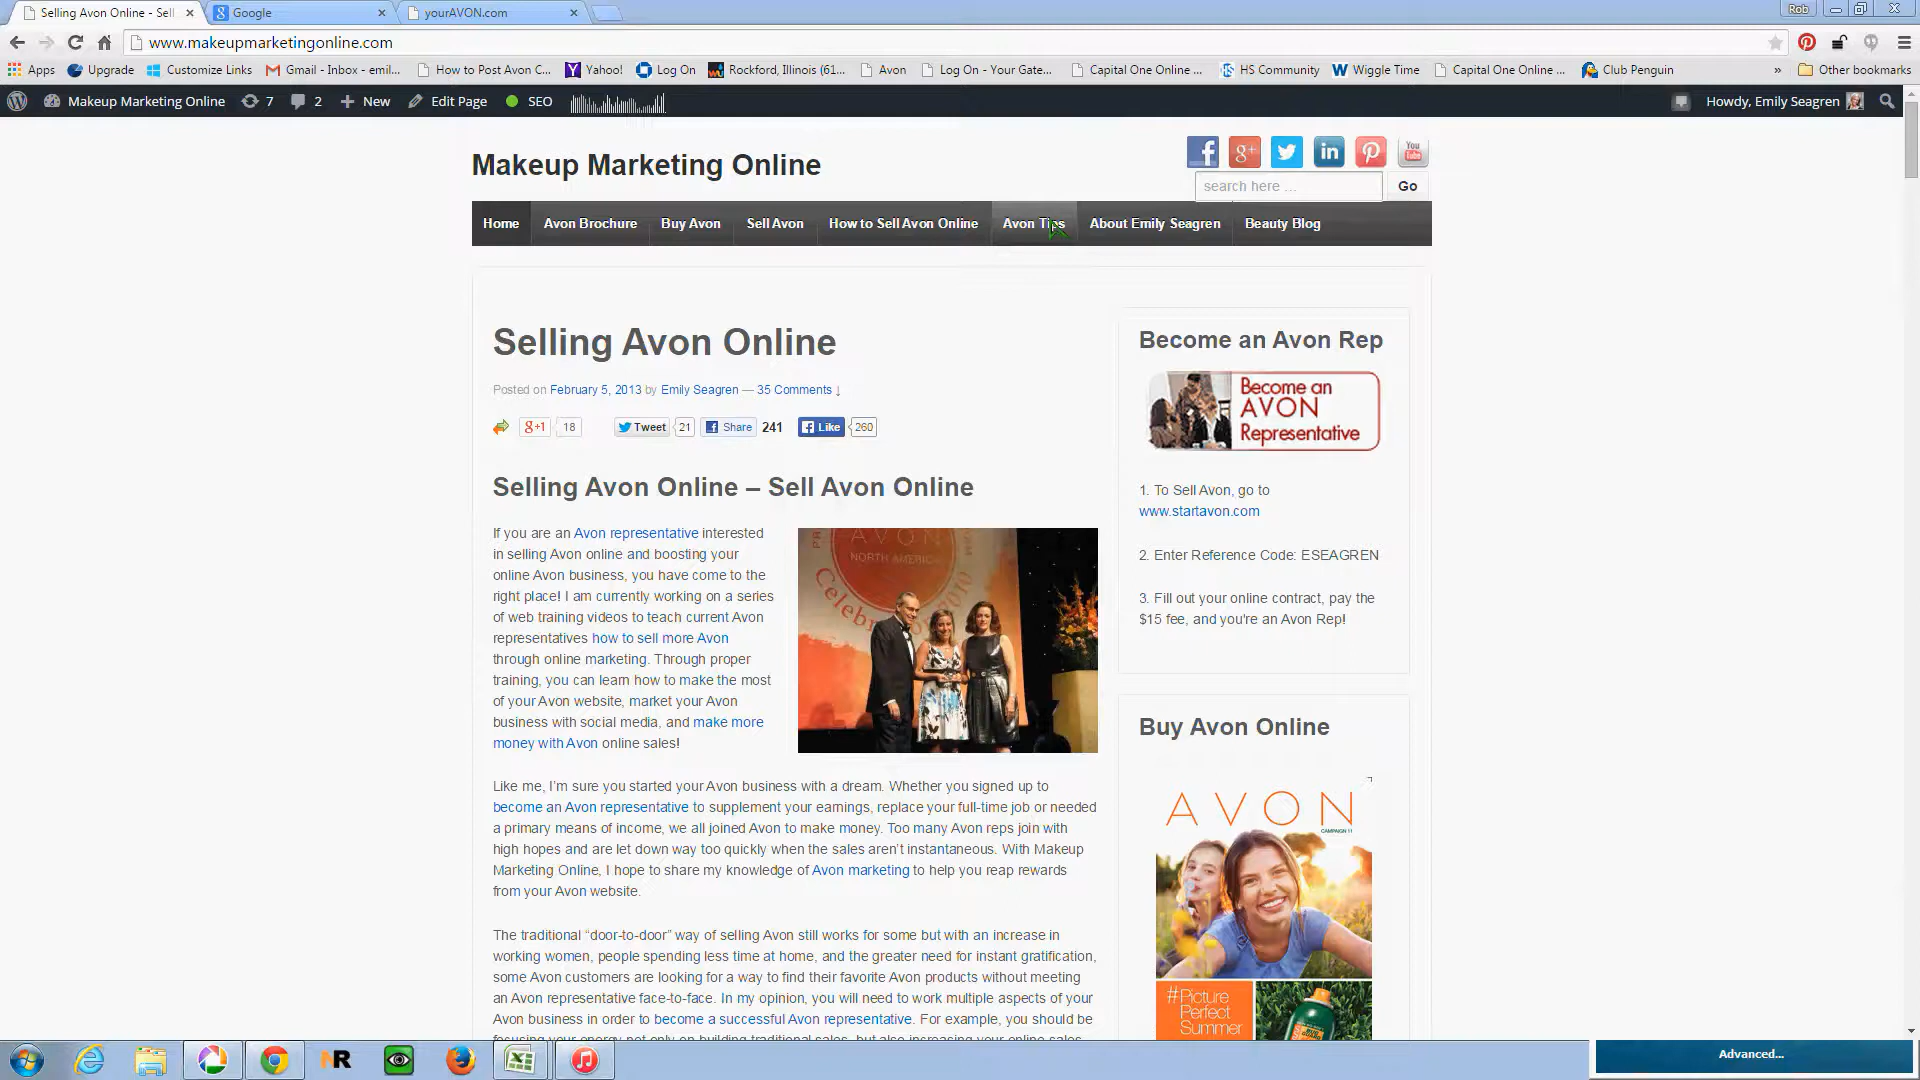 Selling Avon Online - Sell
Google
yourAVON.com
Rob
www.makeupmarketingonline.com
Apps
Upgrade
Customize Links
Gmail - Inbox - emil...
How to Post Avon C...
Yahoo!
Log On
Rockford, Illinois (61...
Avon
Log On - Your Gate...
Capital One Online ...
HS Community
Wiggle Time
Capital One Online ...
Club Penguin
»
Other bookmarks
Makeup Marketing Online
7
2
New
Edit Page
SEO
Howdy, Emily Seagren
Makeup Marketing Online
You
Tube
search here ...
Go
Home
Avon Brochure
Buy Avon
Sell Avon
How to Sell Avon Online
Avon Tips
About Emily Seagren
Beauty Blog
Selling Avon Online
Posted on February 5, 2013 by Emily Seagren — 35 Comments ↓
g+1 18 Tweet 21 Share 241 Like 260
Selling Avon Online – Sell Avon Online
If you are an Avon representative interested
in selling Avon online and boosting your
online Avon business, you have come to the
right place! I am currently working on a series
of web training videos to teach current Avon
representatives how to sell more Avon
through online marketing. Through proper
training, you can learn how to make the most
of your Avon website, market your Avon
business with social media, and make more
money with Avon online sales!
AVON
NORTH AMERICA
Like me, I'm sure you started your Avon business with a dream. Whether you signed up to
become an Avon representative to supplement your earnings, replace your full-time job or needed
a primary means of income, we all joined Avon to make money. Too many Avon reps join with
high hopes and are let down way too quickly when the sales aren't instantaneous. With Makeup
Marketing Online, I hope to share my knowledge of Avon marketing to help you reap rewards
from your Avon website.
The traditional “door-to-door” way of selling Avon still works for some but with an increase in
working women, people spending less time at home, and the greater need for instant gratification,
some Avon customers are looking for a way to find their favorite Avon products without meeting
an Avon representative face-to-face. In my opinion, you will need to work multiple aspects of your
Avon business in order to become a successful Avon representative. For example, you should be
focusing your energy not only on building traditional sales, but also increasing your online sales.
Become an Avon Rep
Become an
AVON
Representative
1. To Sell Avon, go to
www.startavon.com
2. Enter Reference Code: ESEAGREN
3. Fill out your online contract, pay the
$15 fee, and you're an Avon Rep!
Buy Avon Online
AVON
CAMPAIGN 11
#Picture
Perfect
Summer
NR
Advanced...